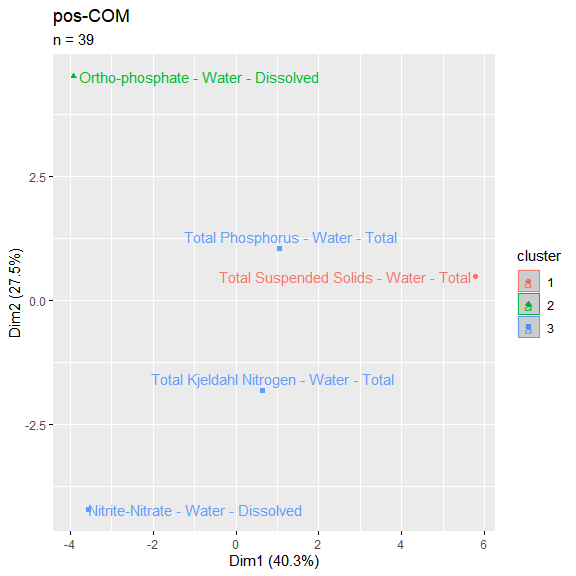 pos-COM
n = 39
Ortho-phosphate - Water - Dissolved
2.5
Total Phosphorus - Water - Total
Total Suspended Solids - Water - Total
0.0
Total Kjeldahl Nitrogen - Water - Total
-2.5
Nitrite-Nitrate - Water - Dissolved
-4 -2 0 2 4 6
Dim1 (40.3%)
Dim2 (27.5%)
cluster
a 1
a 2
a 3